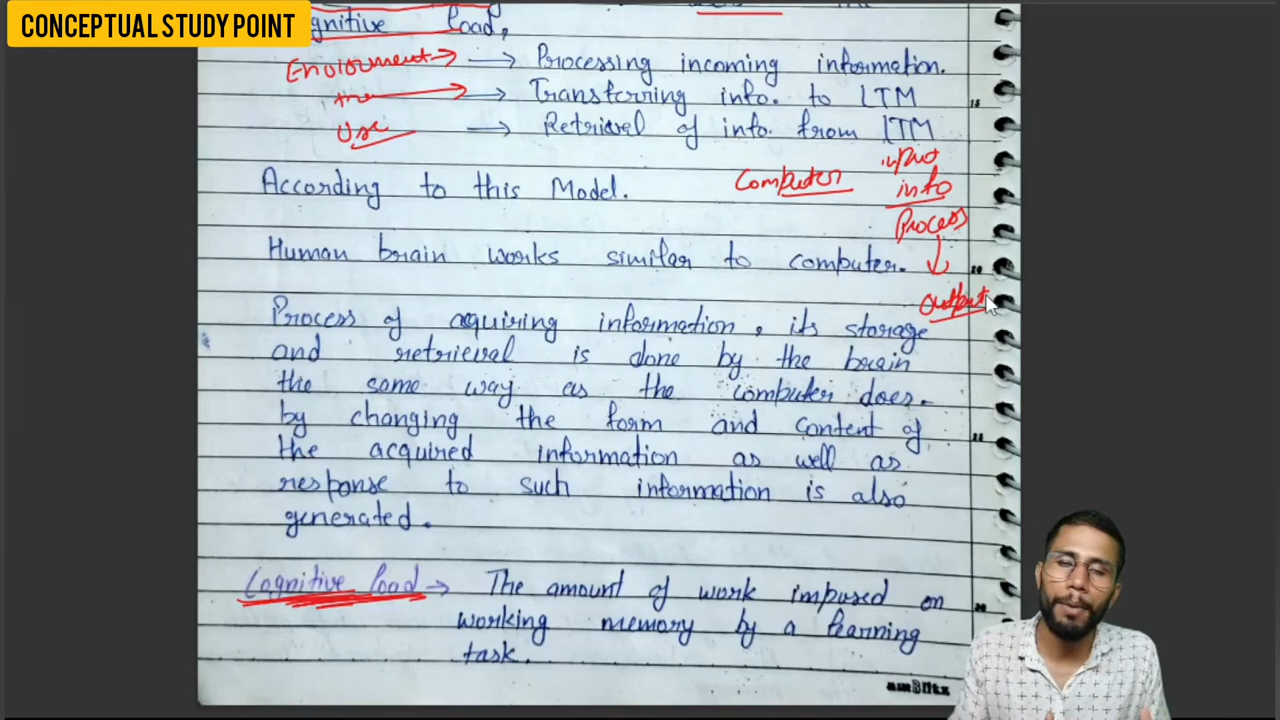 CONCEPTUAL STUDY POINT
gnitive load,
Enviorment → → Processing incoming information.
the → → Transferring info. to LTM
Use → Retrieval of info. from LTM
input
According to this Model. Computer info
Process
Human brain works similar to computer.
Output
Process of aquiring information, its storage
and retrieval is done by the brain
the same way as the computer does.
by changing the form and content of
the acquired information as well as
response to such information is also
generated.
Cognitive load → The amount of work imposed on
working memory by a learning
task.